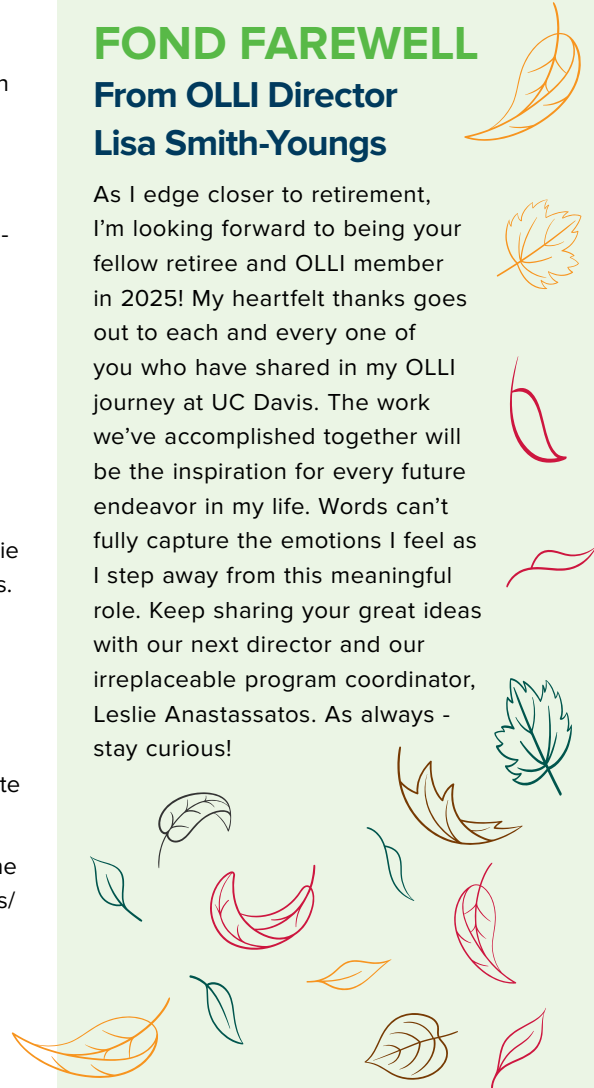 n
-
ie
s.
te
ne
s/
FOND FAREWELL
From OLLI Director
Lisa Smith-Youngs
As I edge closer to retirement,
I’m looking forward to being your
fellow retiree and OLLI member
in 2025! My heartfelt thanks goes
out to each and every one of
you who have shared in my OLLI
journey at UC Davis. The work
we’ve accomplished together will
be the inspiration for every future
endeavor in my life. Words can’t
fully capture the emotions I feel as
I step away from this meaningful
role. Keep sharing your great ideas
with our next director and our
irreplaceable program coordinator,
Leslie Anastassatos. As always -
stay curious!